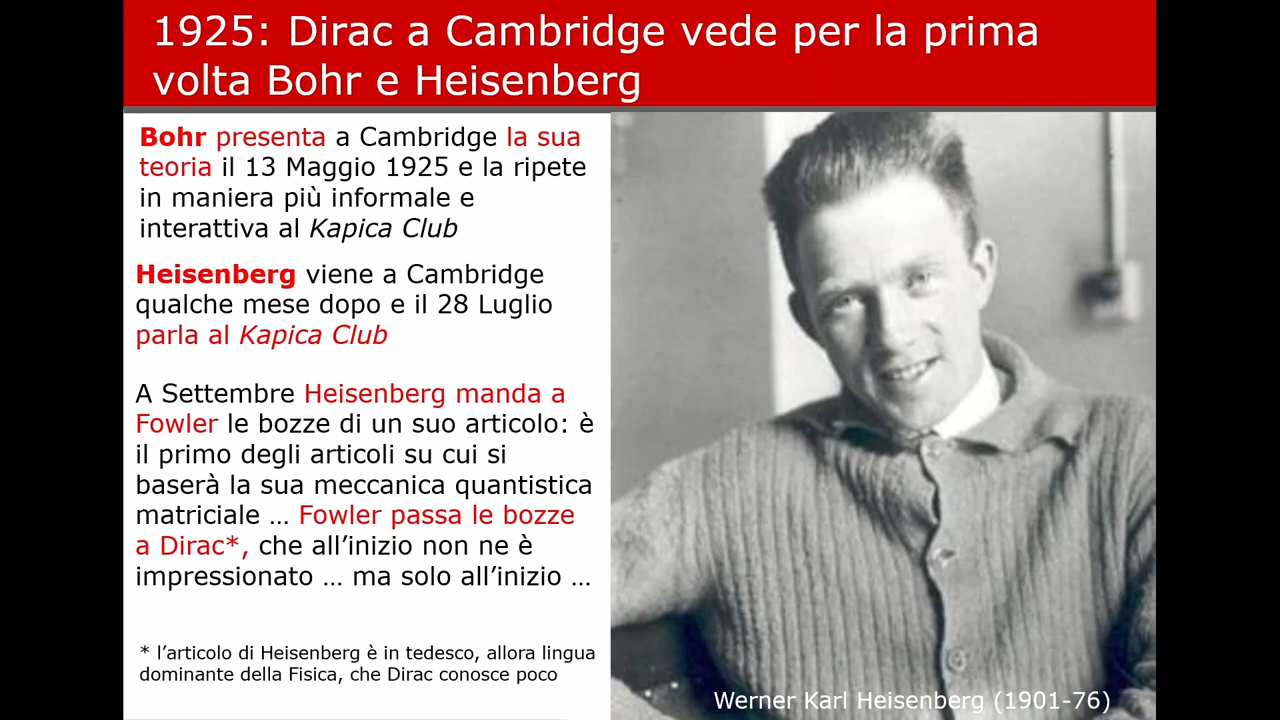 1925: Dirac a Cambridge vede per la prima
volta Bohr e Heisenberg
Bohr presenta a Cambridge la sua
teoria il 13 Maggio 1925 e la ripete
in maniera più informale e
interattiva al Kapica Club
Heisenberg viene a Cambridge
qualche mese dopo e il 28 Luglio
parla al Kapica Club
A Settembre Heisenberg manda a
Fowler le bozze di un suo articolo: è
il primo degli articoli su cui si
baserà la sua meccanica quantistica
matriciale … Fowler passa le bozze
a Dirac*, che all’inizio non ne è
impressionato … ma solo all’inizio …
* l’articolo di Heisenberg è in tedesco, allora lingua
dominante della Fisica, che Dirac conosce poco
Werner Karl Heisenberg (1901-76)